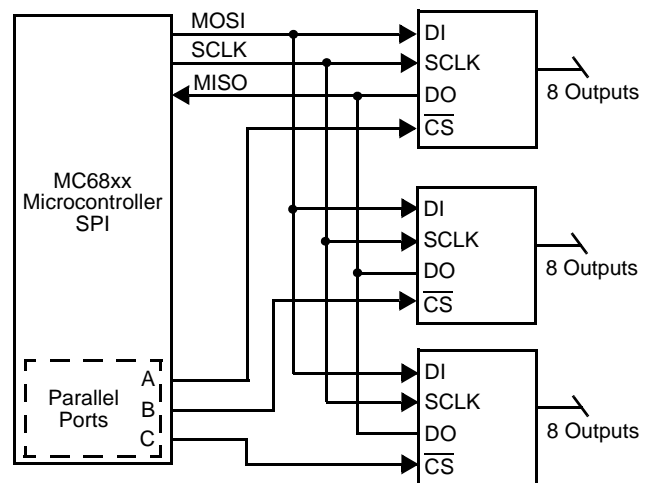 MOSI
SCLK
MISO
MC68xx
Microcontroller
SPI
Parallel
Ports
A
B
C
DI
SCLK
DO
CS
8 Outputs
DI
SCLK
DO
CS
8 Outputs
DI
SCLK
DO
CS
8 Outputs